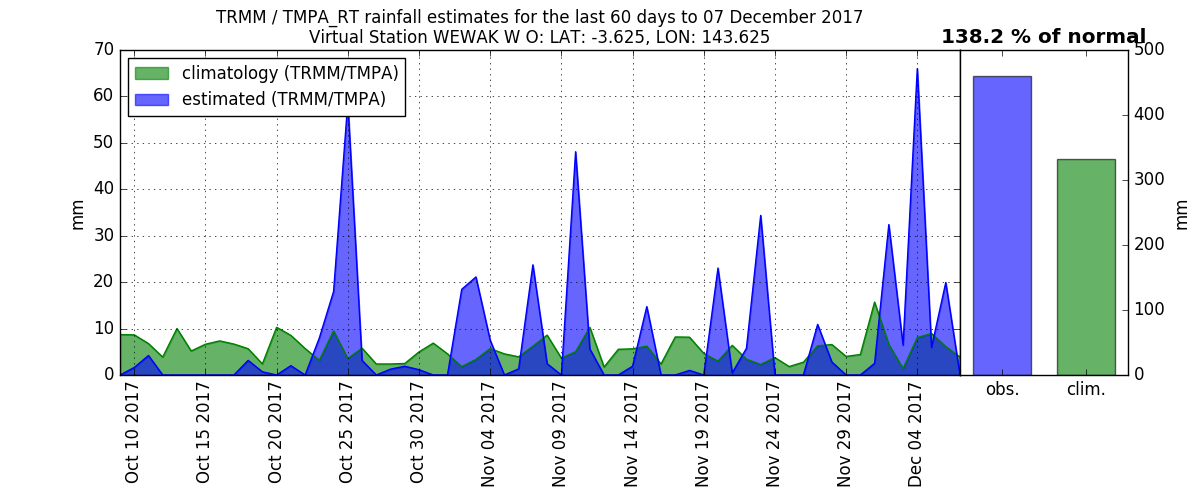 TRMM / TMPA_RT rainfall estimates for the last 60 days to 07 December 2017
Virtual Station WEWAK W O: LAT: -3.625, LON: 143.625
138.2 % of normal
climatology (TRMM/TMPA)
estimated (TRMM/TMPA)
70
60
50
40
30
20
10
0
mm
500
400
300
200
100
0
mm
Oct 10 2017
Oct 15 2017
Oct 20 2017
Oct 25 2017
Oct 30 2017
Nov 04 2017
Nov 09 2017
Nov 14 2017
Nov 19 2017
Nov 24 2017
Nov 29 2017
Dec 04 2017
obs.
clim.